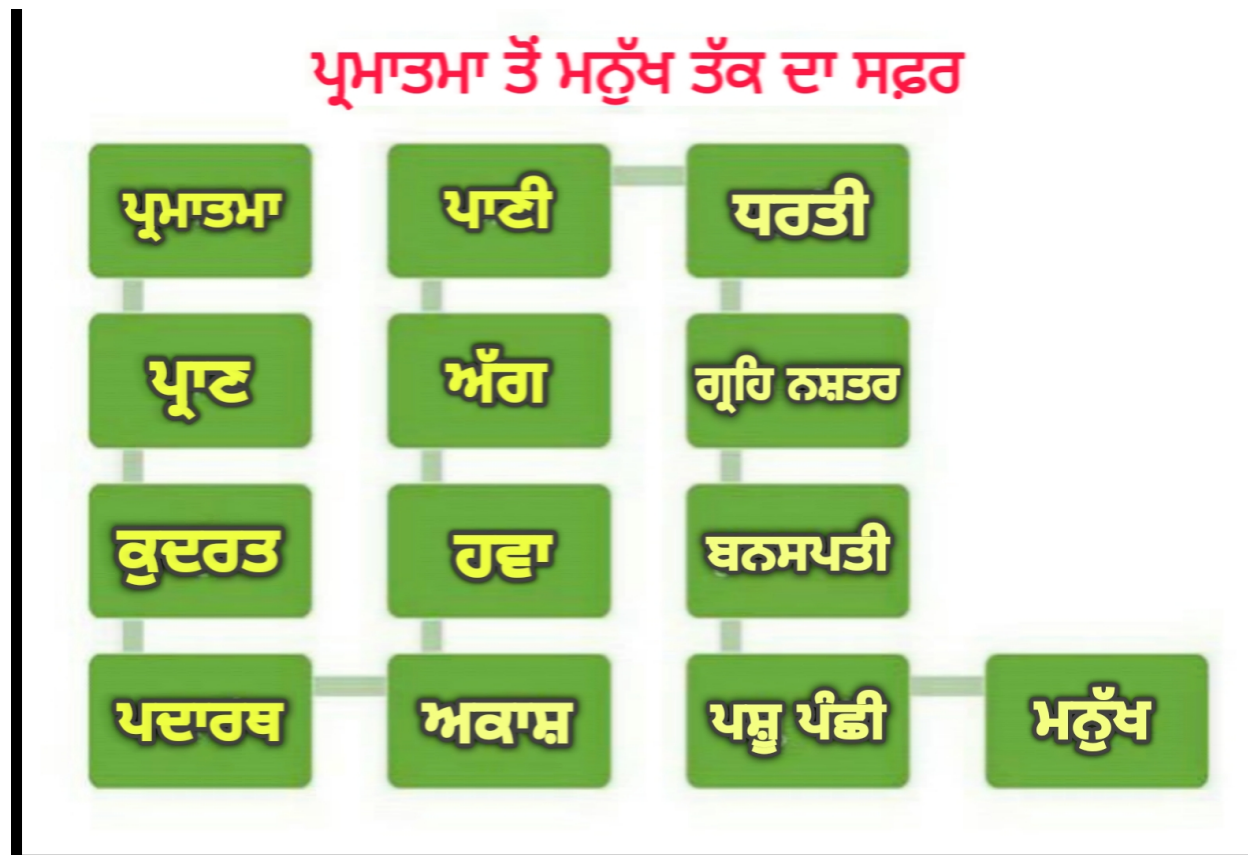 ਪ੍ਰਮਾਤਮਾ ਤੋਂ ਮਨੁੱਖ ਤੱਕ ਦਾ ਸਫ਼ਰ
ਪ੍ਰਮਾਤਮਾ
ਪ੍ਰਾਣ
ਕੁਦਰਤ
ਪਦਾਰਥ
ਅਕਾਸ਼
ਹਵਾ
ਅੱਗ
ਪਾਣੀ
ਧਰਤੀ
ਗ੍ਰਹਿ ਨਸ਼ਤਰ
ਬਨਸਪਤੀ
ਪਸ਼ੂ ਪੰਛੀ
ਮਨੁੱਖ